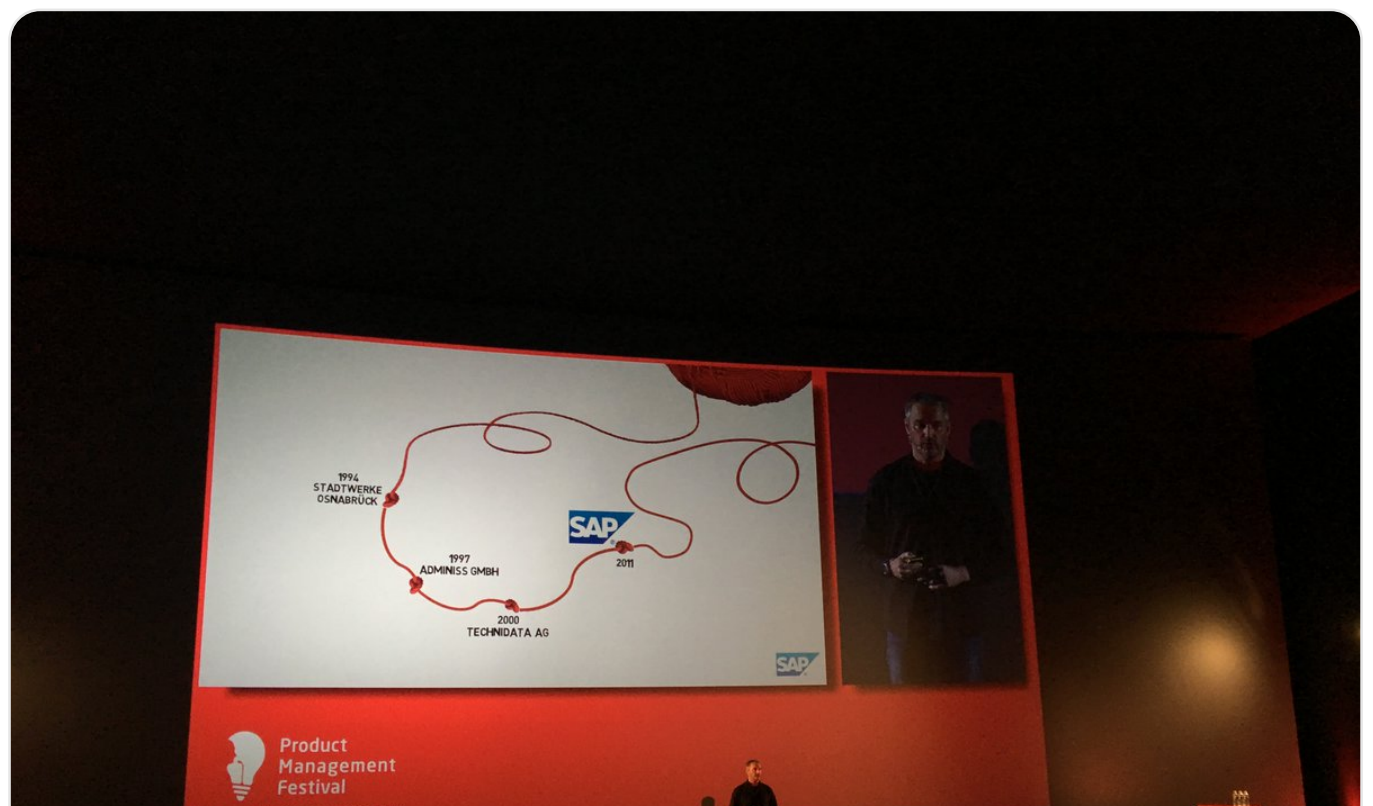 1994
STADTWERKE
OSNABRÜCK
1997
ADMINISS GMBH
2000
TECHNIDATA AG
SAP
2011
SAP
Product
Management
Festival